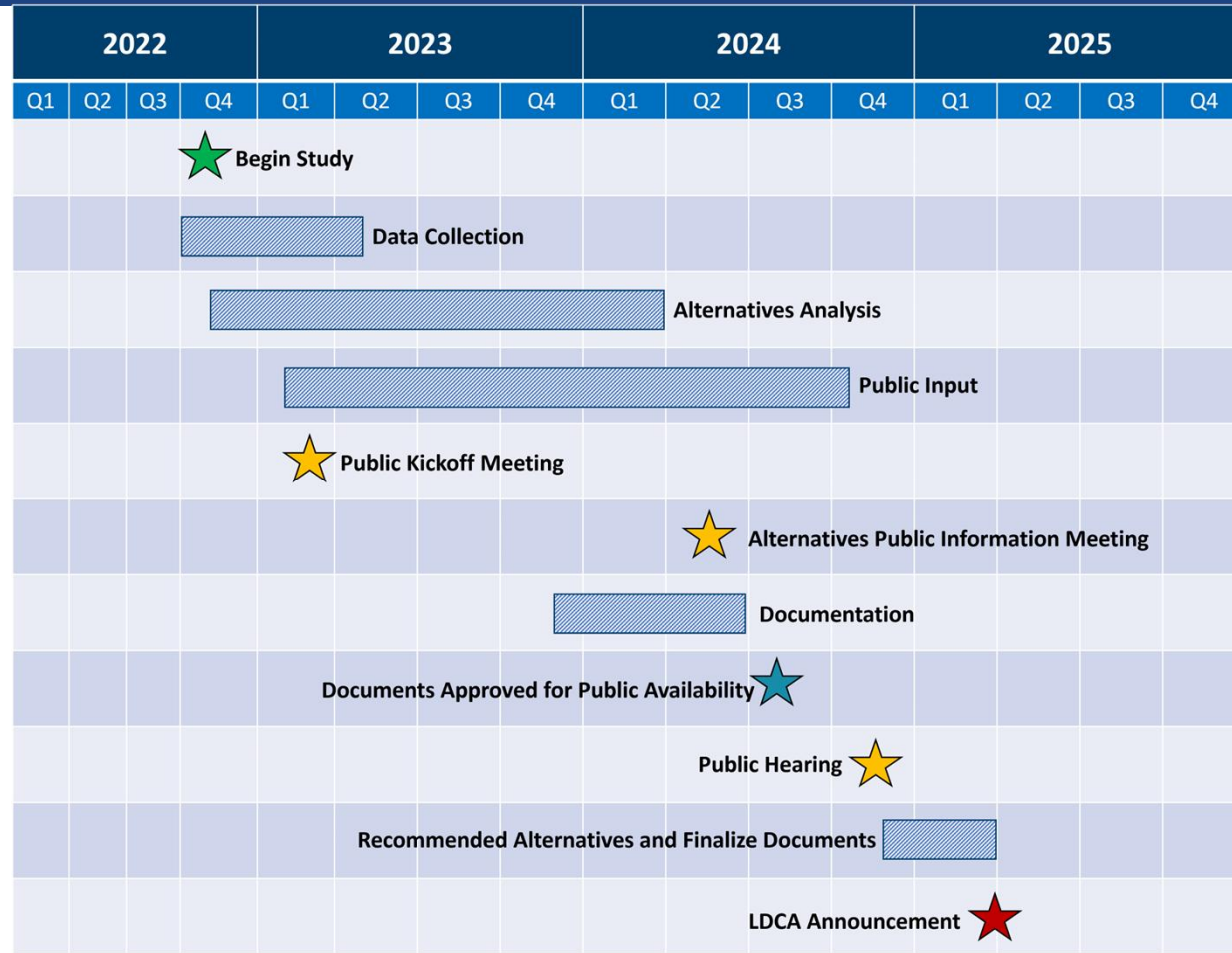 2022 2023 2024 2025
Q1 Q2 Q3 Q4 Q1 Q2 Q3 Q4 Q1 Q2 Q3 Q4 Q1 Q2 Q3 Q4
Begin Study
Data Collection
Alternatives Analysis
Public Input
Public Kickoff Meeting
Alternatives Public Information Meeting
Documentation
Documents Approved for Public Availability
Public Hearing
Recommended Alternatives and Finalize Documents
LDCA Announcement